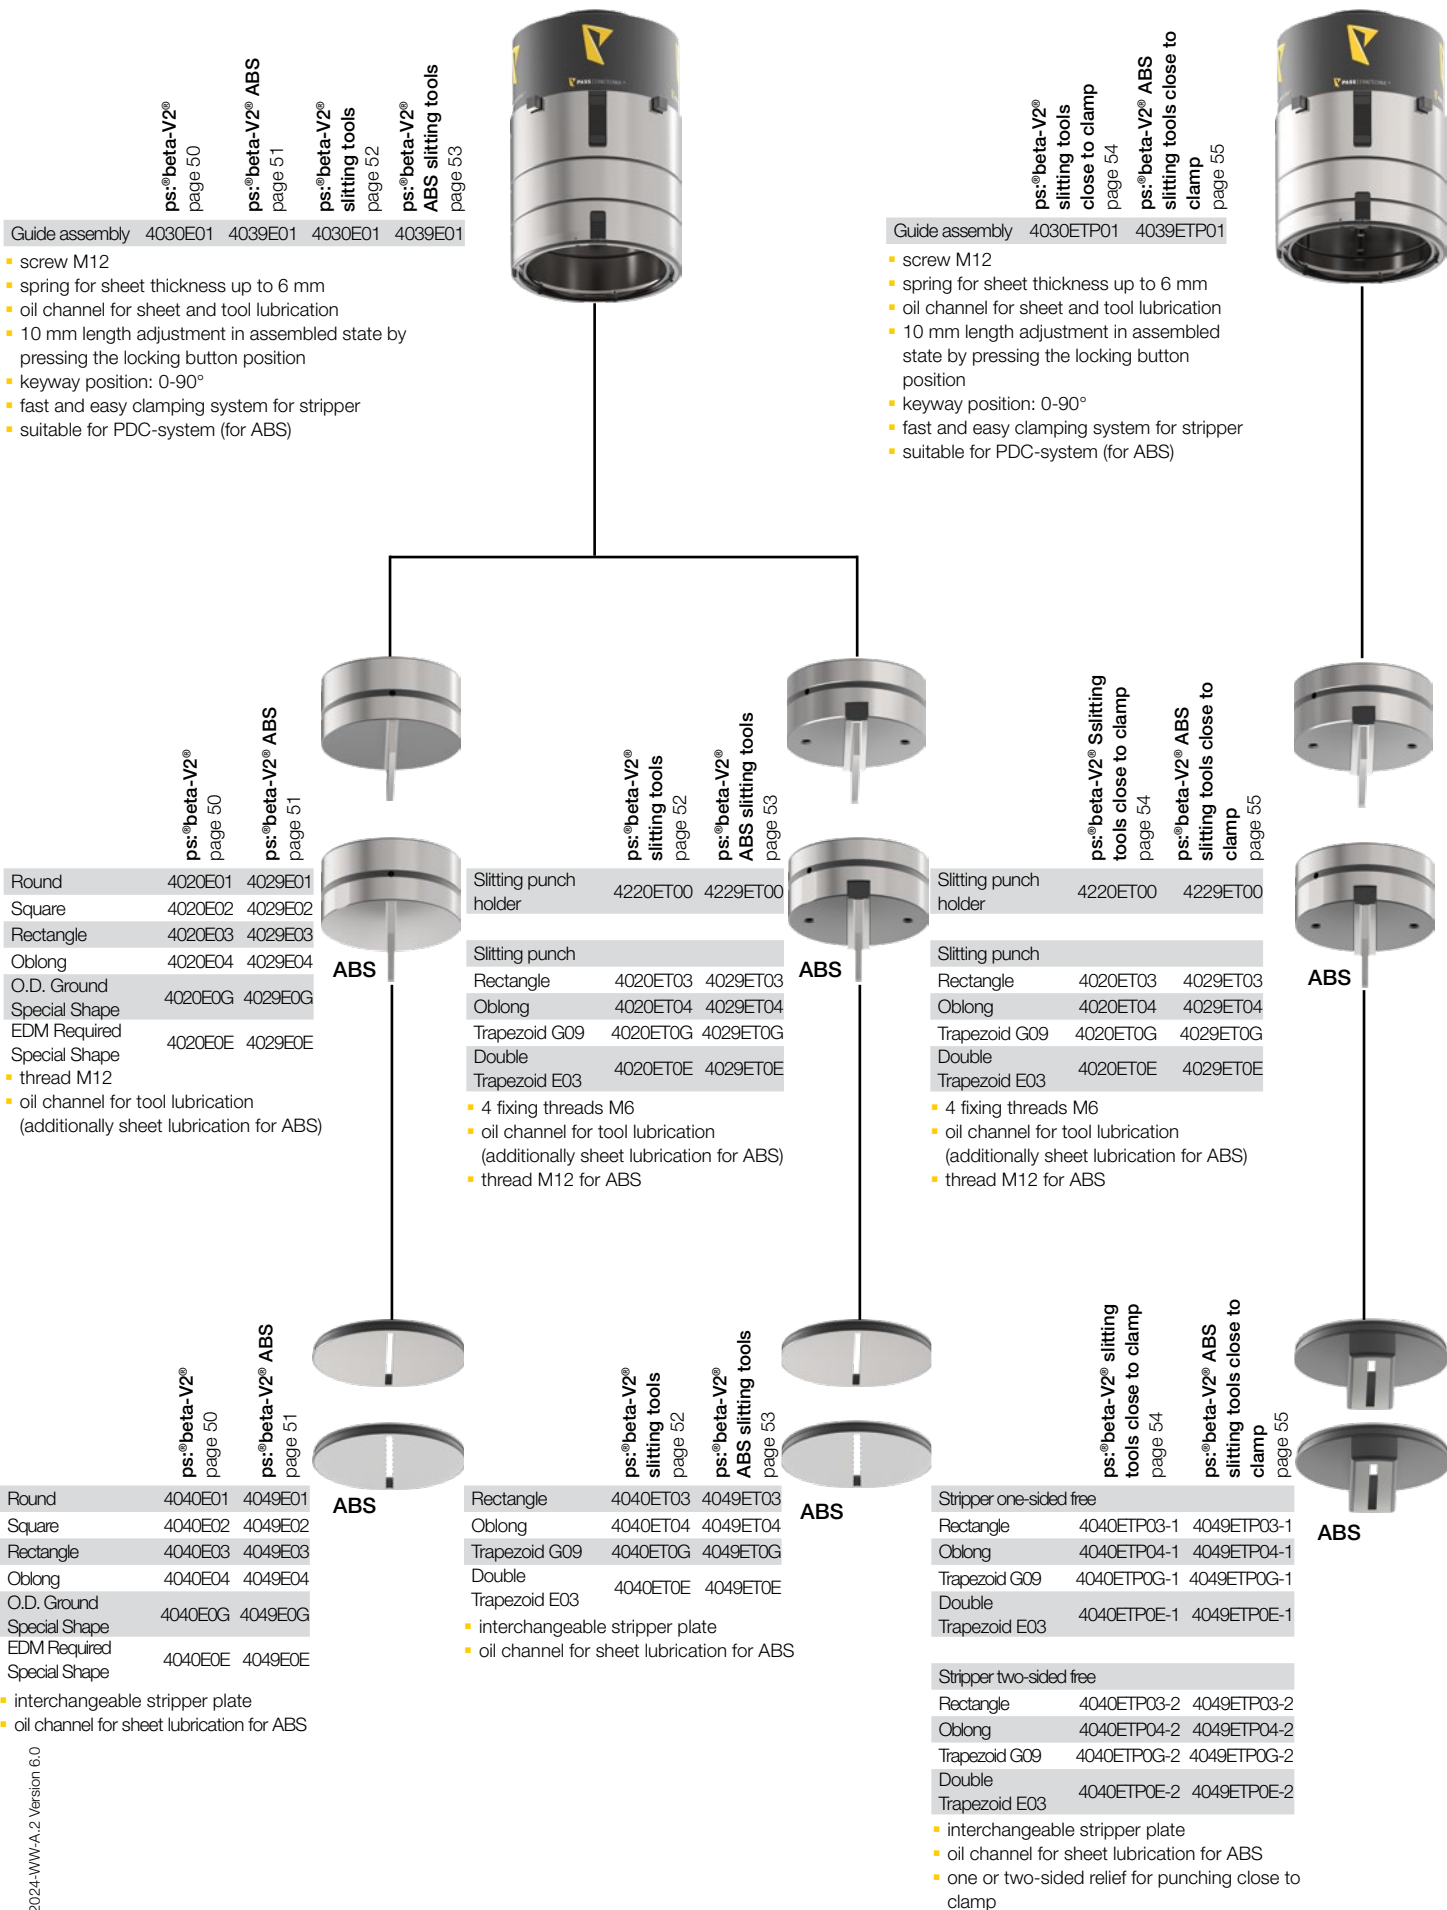 ps:®beta-V2®
page 50
ps:®beta-V2® ABS
page 51
ps:®beta-V2®
slitting tools
page 52
ps:®beta-V2®
ABS slitting tools
page 53
Guide assembly 4030E01 4039E01 4030E01 4039E01
screw M12
spring for sheet thickness up to 6 mm
oil channel for sheet and tool lubrication
10 mm length adjustment in assembled state by
pressing the locking button position
keyway position: 0-90°
fast and easy clamping system for stripper
suitable for PDC-system (for ABS)
ps:®beta-V2®
slitting tools
close to clamp
page 54
ps:®beta-V2® ABS
slitting tools close to
clamp
page 55
Guide assembly 4030ETP01 4039ETP01
screw M12
spring for sheet thickness up to 6 mm
oil channel for sheet and tool lubrication
10 mm length adjustment in assembled
state by pressing the locking button
position
keyway position: 0-90°
fast and easy clamping system for stripper
suitable for PDC-system (for ABS)
ps:®beta-V2®
page 50
ps:®beta-V2® ABS
page 51
Round 4020E01 4029E01
Square 4020E02 4029E02
Rectangle 4020E03 4029E03
Oblong 4020E04 4029E04
O.D. Ground
Special Shape 4020E0G 4029E0G
EDM Required
Special Shape 4020E0E 4029E0E
thread M12
oil channel for tool lubrication
(additionally sheet lubrication for ABS)
ABS
ps:®beta-V2®
slitting tools
page 52
ps:®beta-V2®
ABS slitting tools
page 53
Slitting punch
holder 4220ET00 4229ET00
Slitting punch
Rectangle 4020ET03 4029ET03
Oblong 4020ET04 4029ET04
Trapezoid G09 4020ET0G 4029ET0G
Double
Trapezoid E03 4020ET0E 4029ET0E
4 fixing threads M6
oil channel for tool lubrication
(additionally sheet lubrication for ABS)
thread M12 for ABS
ABS
ps:®beta-V2® Sslitting
tools close to clamp
page 54
ps:®beta-V2® ABS
slitting tools close to
clamp
page 55
Slitting punch
holder 4220ET00 4229ET00
Slitting punch
Rectangle 4020ET03 4029ET03
Oblong 4020ET04 4029ET04
Trapezoid G09 4020ET0G 4029ET0G
Double
Trapezoid E03 4020ET0E 4029ET0E
4 fixing threads M6
oil channel for tool lubrication
(additionally sheet lubrication for ABS)
thread M12 for ABS
ABS
ps:®beta-V2®
page 50
ps:®beta-V2® ABS
page 51
Round 4040E01 4049E01
Square 4040E02 4049E02
Rectangle 4040E03 4049E03
Oblong 4040E04 4049E04
O.D. Ground
Special Shape 4040E0G 4049E0G
EDM Required
Special Shape 4040E0E 4049E0E
interchangeable stripper plate
oil channel for sheet lubrication for ABS
ABS
ps:®beta-V2®
slitting tools
page 52
ps:®beta-V2®
ABS slitting tools
page 53
Rectangle 4040ET03 4049ET03
Oblong 4040ET04 4049ET04
Trapezoid G09 4040ET0G 4049ET0G
Double
Trapezoid E03 4040ET0E 4049ET0E
interchangeable stripper plate
oil channel for sheet lubrication for ABS
ABS
ps:®beta-V2® slitting
tools close to clamp
page 54
ps:®beta-V2® ABS
slitting tools close to
clamp
page 55
Stripper one-sided free
Rectangle 4040ETP03-1 4049ETP03-1
Oblong 4040ETP04-1 4049ETP04-1
Trapezoid G09 4040ETP0G-1 4049ETP0G-1
Double
Trapezoid E03 4040ETP0E-1 4049ETP0E-1
Stripper two-sided free
Rectangle 4040ETP03-2 4049ETP03-2
Oblong 4040ETP04-2 4049ETP04-2
Trapezoid G09 4040ETP0G-2 4049ETP0G-2
Double
Trapezoid E03 4040ETP0E-2 4049ETP0E-2
interchangeable stripper plate
oil channel for sheet lubrication for ABS
one or two-sided relief for punching close to
clamp
ABS
2024-WW-A.2 Version 6.0